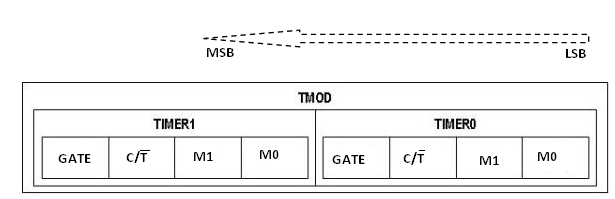 MSB LSB
TMOD
TIMER1 TIMER0
GATE C/T̅ M1 M0 GATE C/T̅ M1 M0